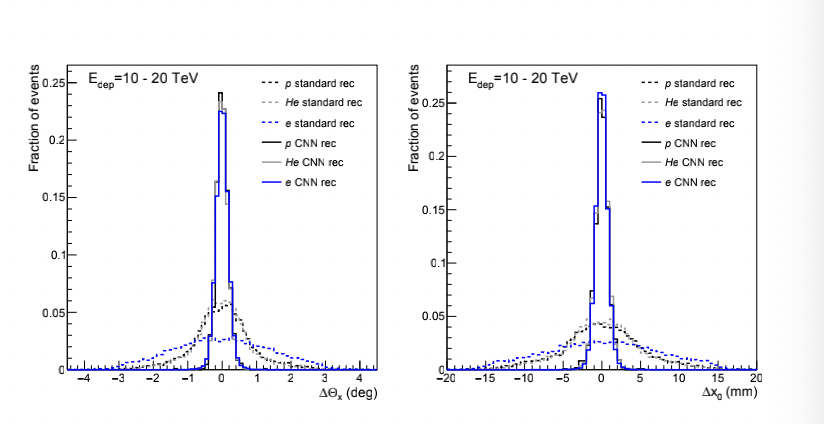 Fraction of events
E_dep=10 - 20 TeV
p standard rec
He standard rec
e standard rec
p CNN rec
He CNN rec
e CNN rec
0.25
0.2
0.15
0.1
0.05
0
−4 −3 −2 −1 0 1 2 3 4
ΔΘ_x (deg)
Fraction of events
E_dep=10 - 20 TeV
p standard rec
He standard rec
e standard rec
p CNN rec
He CNN rec
e CNN rec
0.25
0.2
0.15
0.1
0.05
0
−20 −15 −10 −5 0 5 10 15 20
Δx_0 (mm)